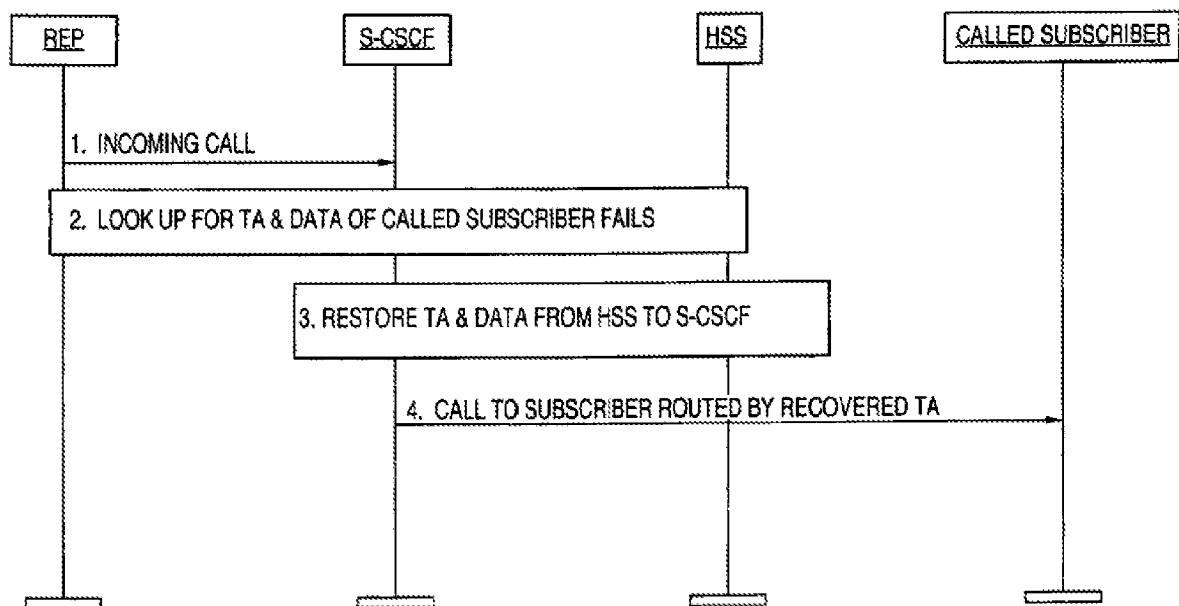 REP
S-CSCF
HSS
CALLED SUBSCRIBER
1. INCOMING CALL
2. LOOK UP FOR TA & DATA OF CALLED SUBSCRIBER FAILS
3. RESTORE TA & DATA FROM HSS TO S-CSCF
4. CALL TO SUBSCRIBER ROUTED BY RECOVERED TA